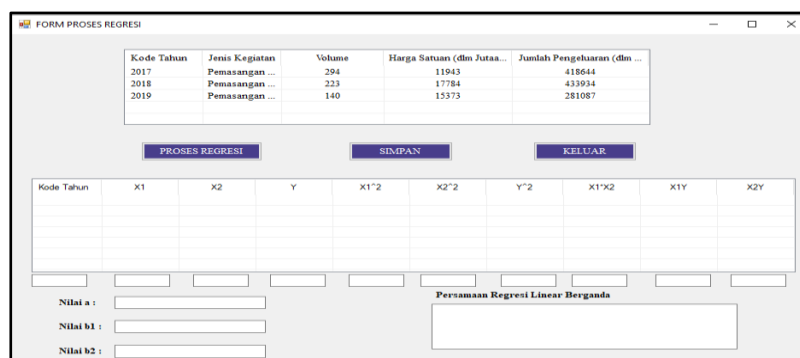 FORM PROSES REGRESI
Kode Tahun Jenis Kegiatan Volume Harga Satuan (dlm Jutaa... Jumlah Pengeluaran (dlm ...
2017 Pemasangan ... 294 11943 418644
2018 Pemasangan ... 223 17784 433934
2019 Pemasangan ... 140 15373 281087
PROSES REGRESI SIMPAN KELUAR
Kode Tahun X1 X2 Y X1^2 X2^2 Y^2 X1*X2 X1Y X2Y
Persamaan Regresi Linear Berganda
Nilai a :
Nilai b1 :
Nilai b2 :